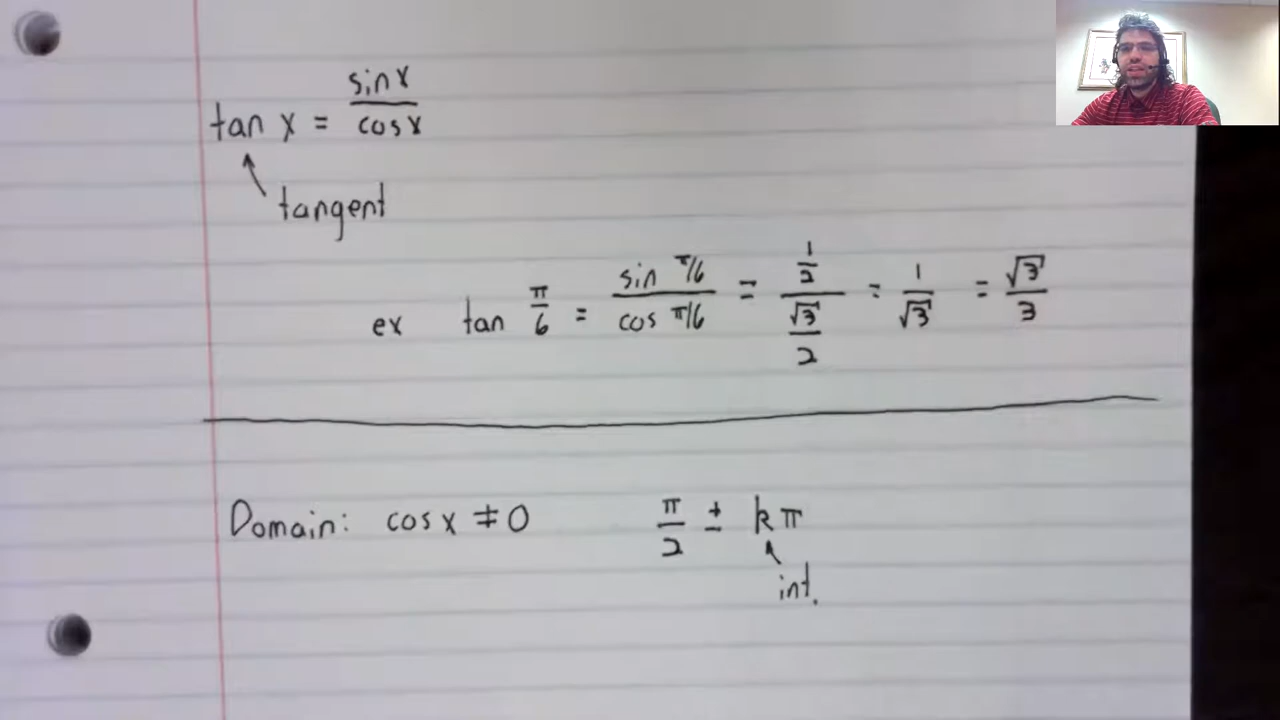 tan x = sin x / cos x
tangent
ex tan π/6 = sin π/6 / cos π/6 = 1/2 / √3/2 = 1/√3 = √3/3
Domain: cos x ≠ 0 π/2 ± kπ
int.